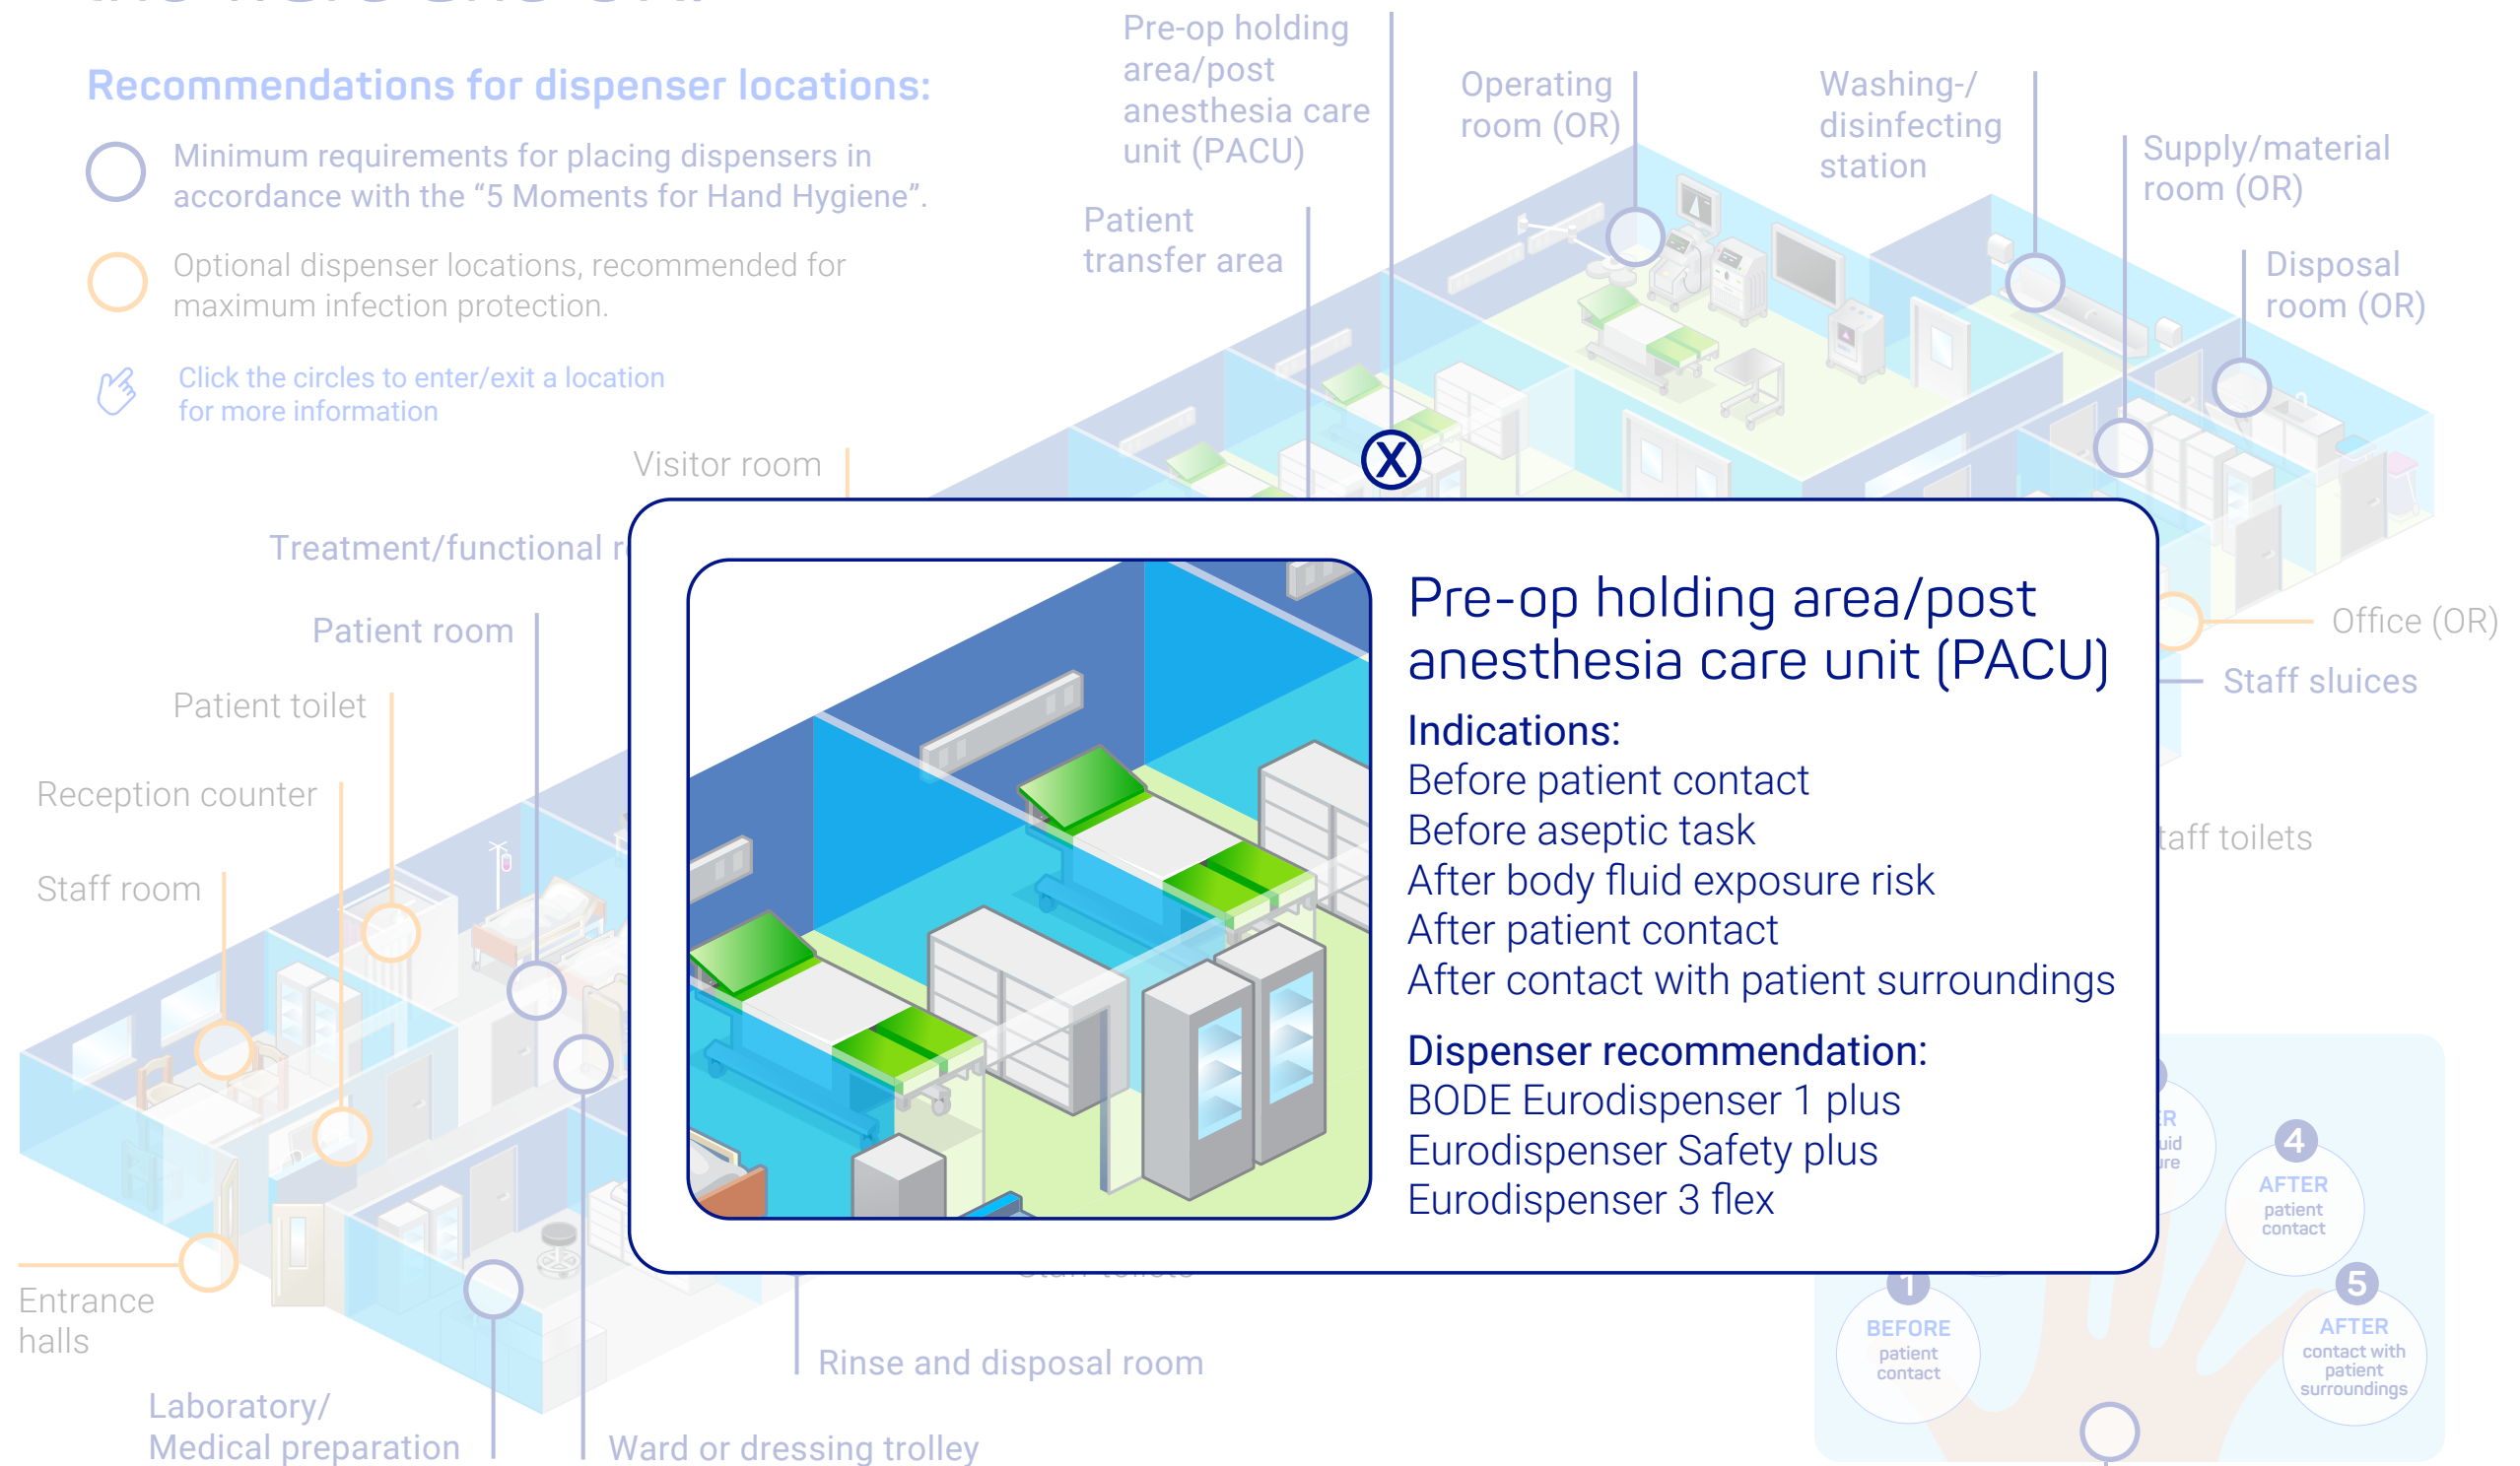 Recommendations for dispenser locations:
Minimum requirements for placing dispensers in
accordance with the “5 Moments for Hand Hygiene”.
Optional dispenser locations, recommended for
maximum infection protection.
Click the circles to enter/exit a location
for more information
Pre-op holding
area/post
anesthesia care
unit (PACU)
Patient
transfer area
Operating
room (OR)
Washing-/
disinfecting
station
Supply/material
room (OR)
Disposal
room (OR)
Visitor room
Treatment/functional
Patient room
Patient toilet
Reception counter
Staff room
Office (OR)
Staff sluices
taff toilets
X
Pre-op holding area/post
anesthesia care unit (PACU)
Indications:
Before patient contact
Before aseptic task
After body fluid exposure risk
After patient contact
After contact with patient surroundings
Dispenser recommendation:
BODE Eurodispenser 1 plus
Eurodispenser Safety plus
Eurodispenser 3 flex
Entrance
halls
Laboratory/
Medical preparation
Ward or dressing trolley
Rinse and disposal room
1
BEFORE
patient
contact
4
AFTER
patient
contact
5
AFTER
contact with
patient
surroundings